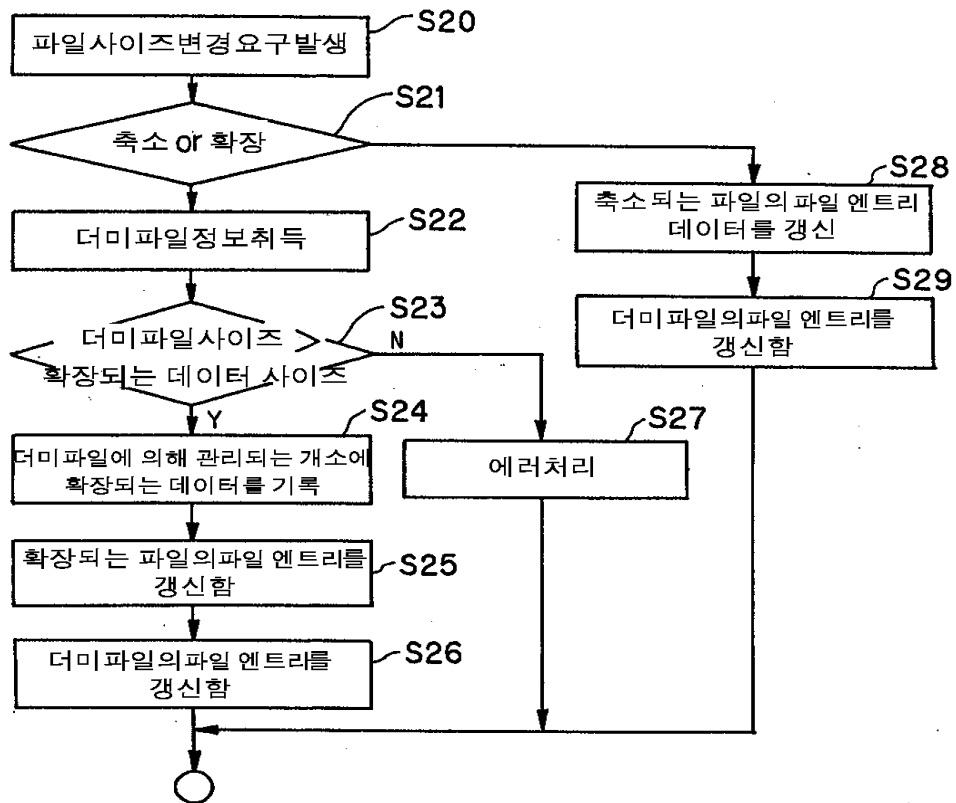 S20
파일사이즈변경요구발생
S21
축소 or 확장
S22
더미파일정보취득
S23
더미파일사이즈 >
확장되는 데이터 사이즈
N
Y
S24
더미파일에 의해 관리되는 개소에
확장되는 데이터를 기록
S25
확장되는 파일의파일 엔트리를
갱신함
S26
더미파일의파일 엔트리를
갱신함
S27
에러처리
S28
축소되는 파일의 파일 엔트리
데이터를 갱신
S29
더미파일의파일 엔트리를
갱신함